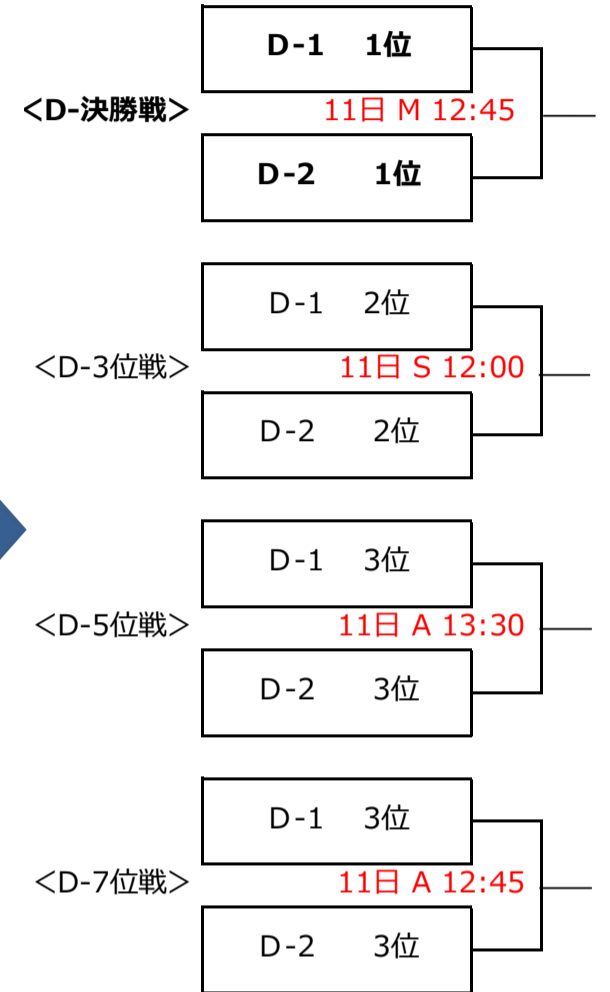 D-1 1位
＜D-決勝戦＞ 11日 M 12:45
D-2 1位
D-1 2位
＜D-3位戦＞ 11日 S 12:00
D-2 2位
D-1 3位
＜D-5位戦＞ 11日 A 13:30
D-2 3位
D-1 3位
＜D-7位戦＞ 11日 A 12:45
D-2 3位